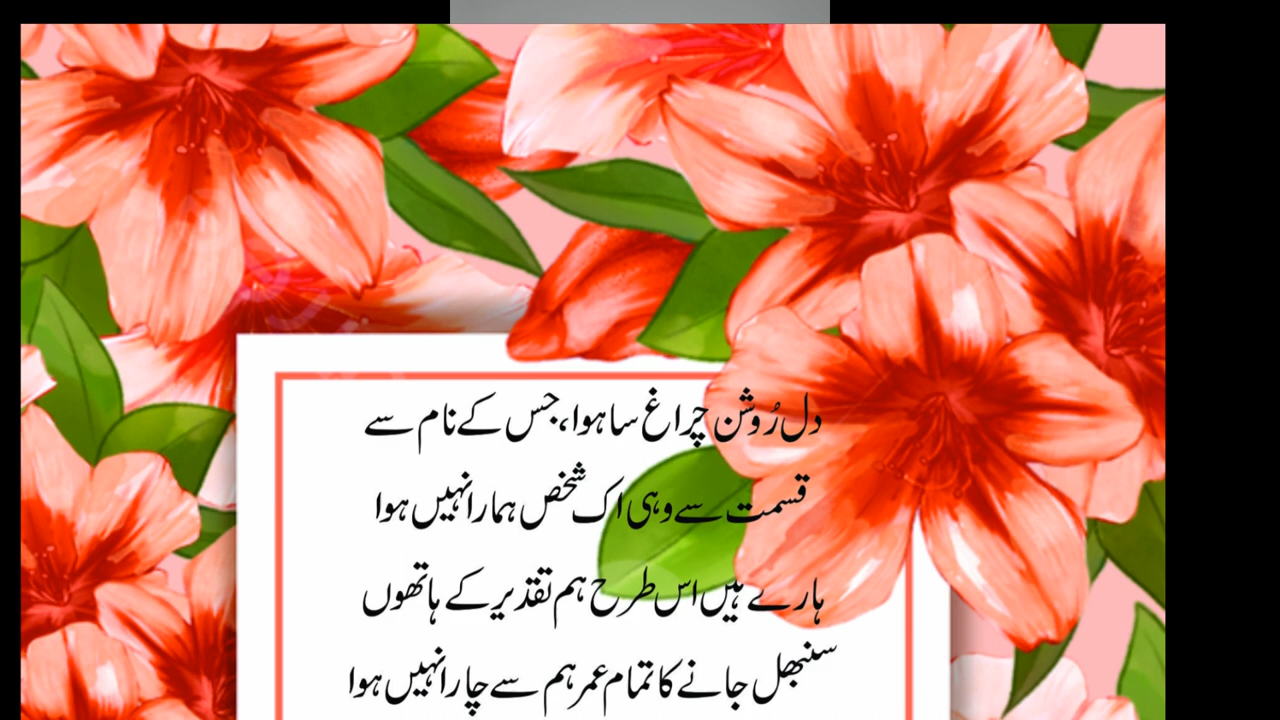 دل رُوشن چراغ سا ہوا، جس کے نام سے
قسمت سے وہی اک شخص ہمارا نہیں ہوا
ہارے ہیں اس طرح ہم تقدیر کے ہاتھوں
سنبھل جانے کا تمام عمر ہم سے چارا نہیں ہوا